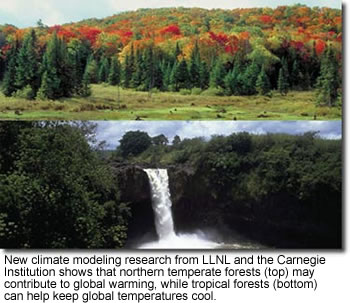 New climate modeling research from LLNL and the Carnegie
Institution shows that northern temperate forests (top) may
contribute to global warming, while tropical forests (bottom)
can help keep global temperatures cool.